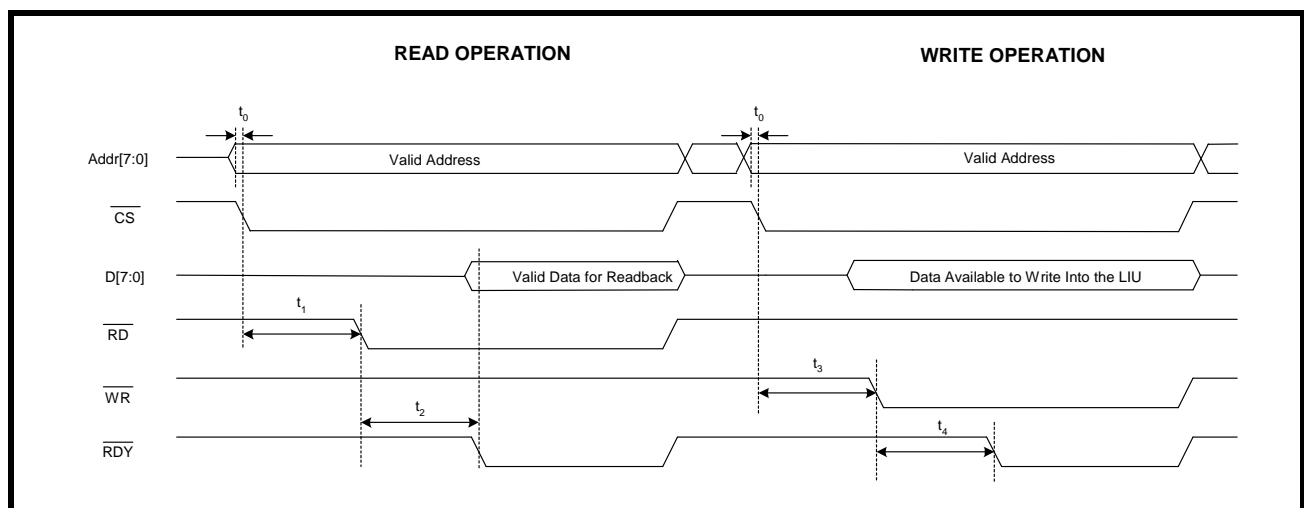 READ OPERATION
WRITE OPERATION
t0
t0
Addr[7:0]
Valid Address
Valid Address
CS
D[7:0]
Valid Data for Readback
Data Available to Write Into the LIU
t1
RD
t3
WR
t2
t4
RDY